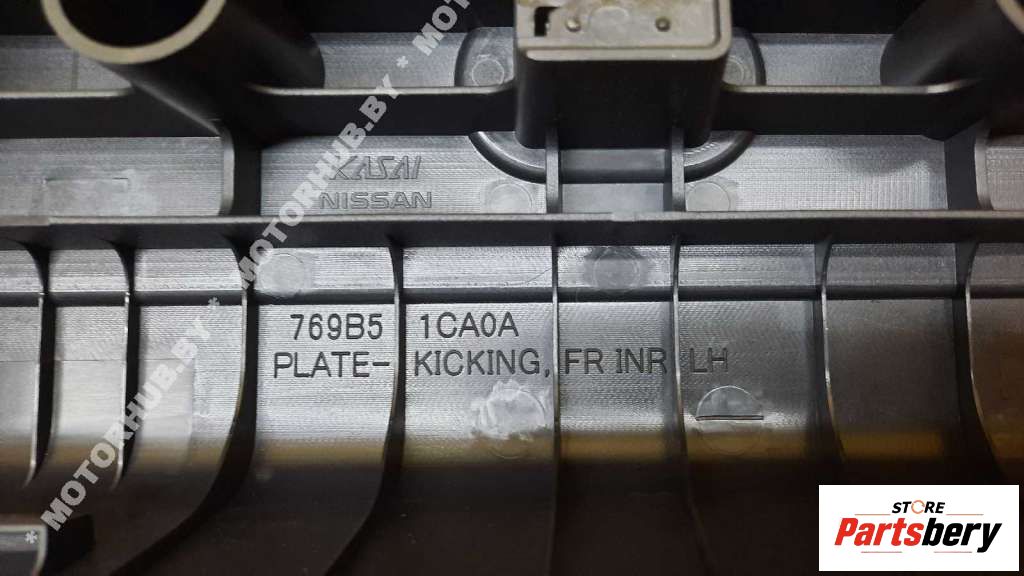 KASAI
NISSAN
769B5 1CA0A
PLATE- KICKING, FR INR LH
* MOTORHUB.BY * MOTORHUB.BY * MOTORHUB.BY *
STORE
Partsbery